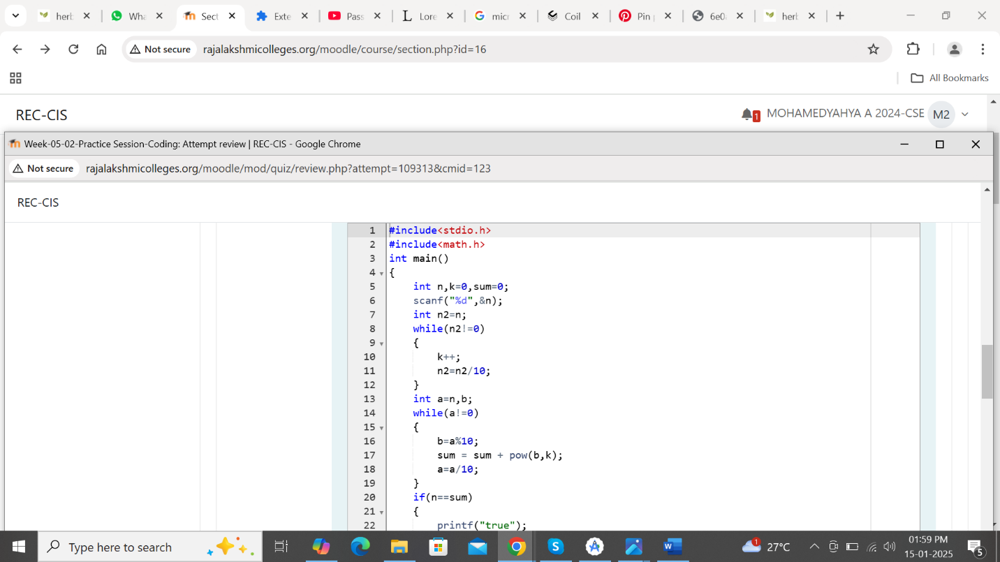 herb
Wha
Sect
Exte
Pass
Lore
micr
Coil
Pin
6e0
herb
Not secure rajalakshmicolleges.org/moodle/course/section.php?id=16
All Bookmarks
REC-CIS
1 MOHAMEDYAHYA A 2024-CSE M2
Week-05-02-Practice Session-Coding: Attempt review | REC-CIS - Google Chrome
Not secure rajalakshmicolleges.org/moodle/mod/quiz/review.php?attempt=109313&cmid=123
REC-CIS
1 #include<stdio.h>
2 #include<math.h>
3 int main()
4 {
5 int n,k=0,sum=0;
6 scanf("%d",&n);
7 int n2=n;
8 while(n2!=0)
9 {
10 k++;
11 n2=n2/10;
12 }
13 int a=n,b;
14 while(a!=0)
15 {
16 b=a%10;
17 sum = sum + pow(b,k);
18 a=a/10;
19 }
20 if(n==sum)
21 {
22 printf("true");
Type here to search
1 27°C
01:59 PM
15-01-2025
5